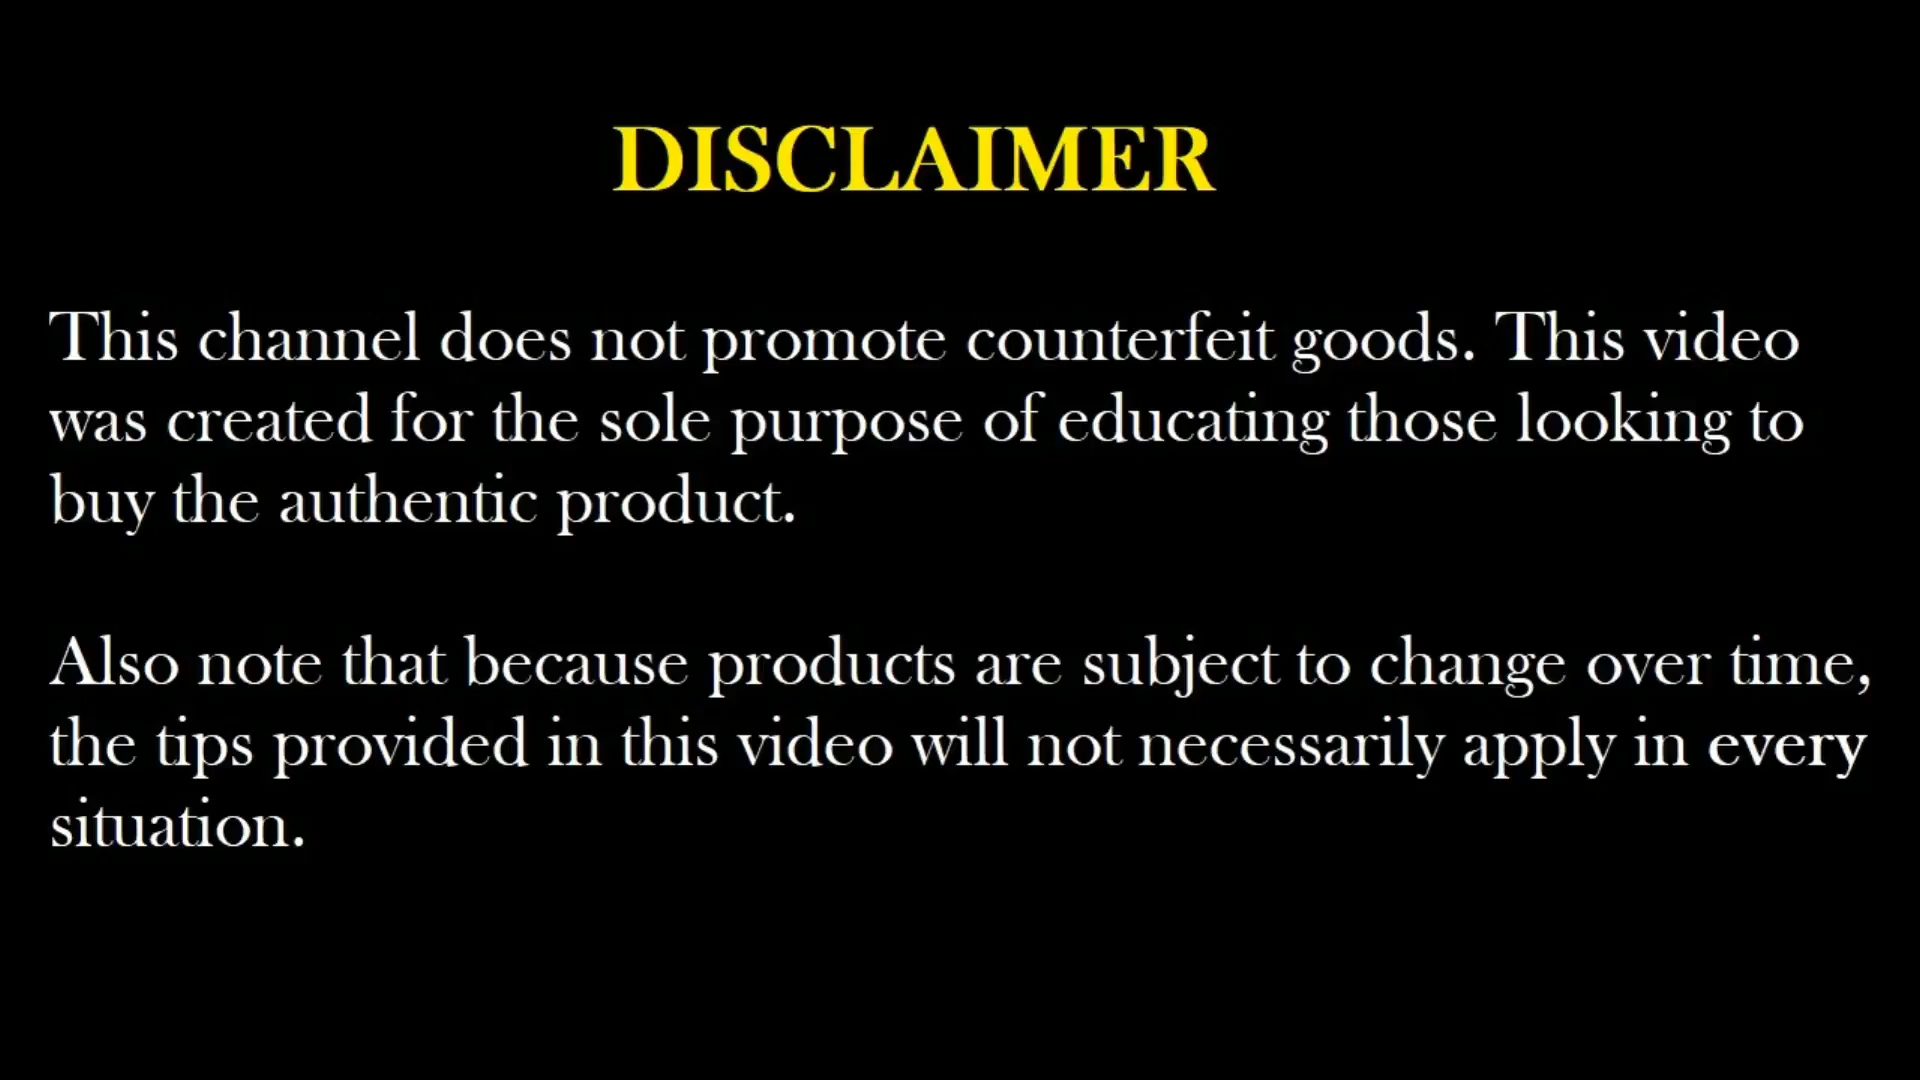 DISCLAIMER
This channel does not promote counterfeit goods. This video
was created for the sole purpose of educating those looking to
buy the authentic product.
Also note that because products are subject to change over time,
the tips provided in this video will not necessarily apply in every
situation.